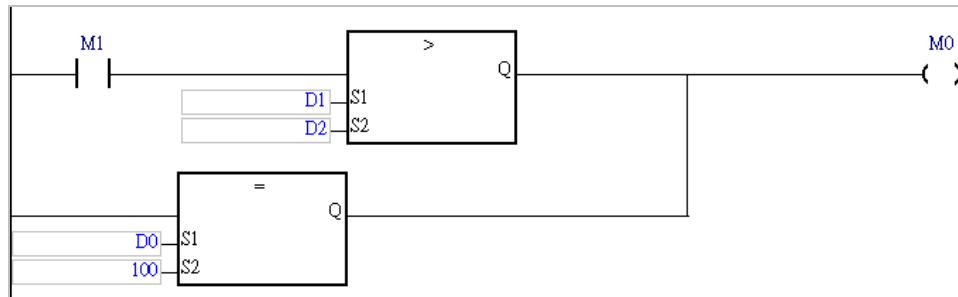 M1
>
M0
Q
D1 S1
D2 S2
=
Q
D0 S1
100 S2